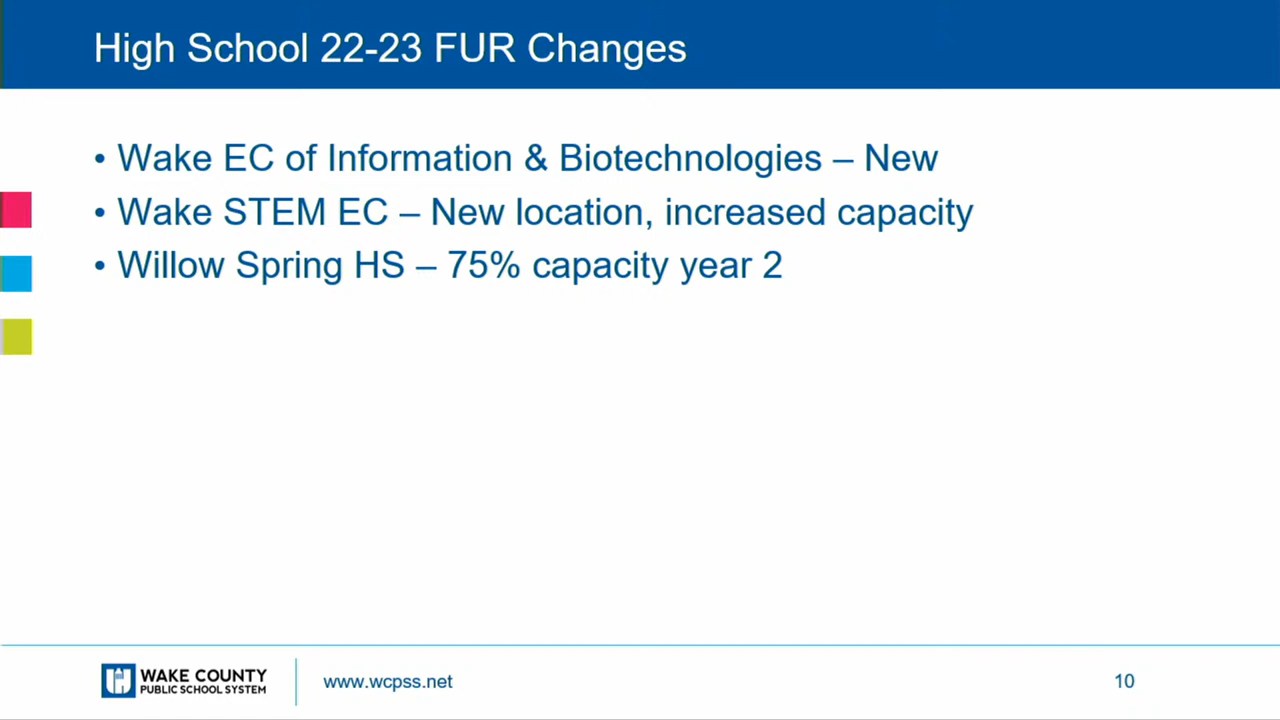 High School 22-23 FUR Changes
• Wake EC of Information & Biotechnologies – New
• Wake STEM EC – New location, increased capacity
• Willow Spring HS – 75% capacity year 2
WAKE COUNTY
PUBLIC SCHOOL SYSTEM
www.wcpss.net
10